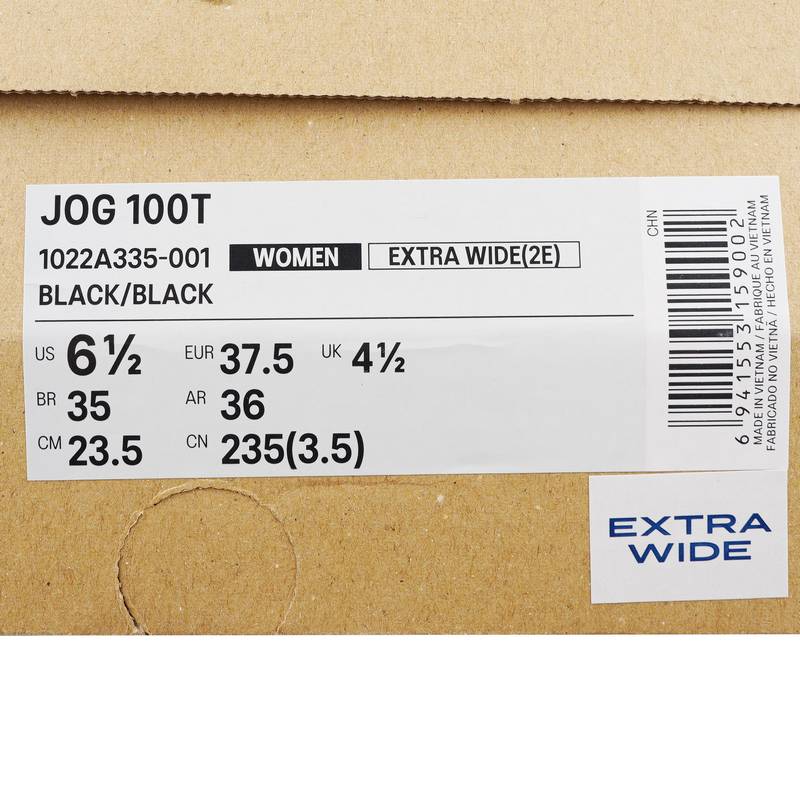 JOG 100T
1022A335-001 WOMEN EXTRA WIDE(2E)
BLACK/BLACK
US 6½ EUR 37.5 UK 4½
BR 35 AR 36
CM 23.5 CN 235(3.5)
CHN
6 941553 159002
MADE IN VIETNAM / FABRIQUE AU VIETNAM
FABRICADO NO VIETNÃ / HECHO EN VIETNAM
EXTRA
WIDE